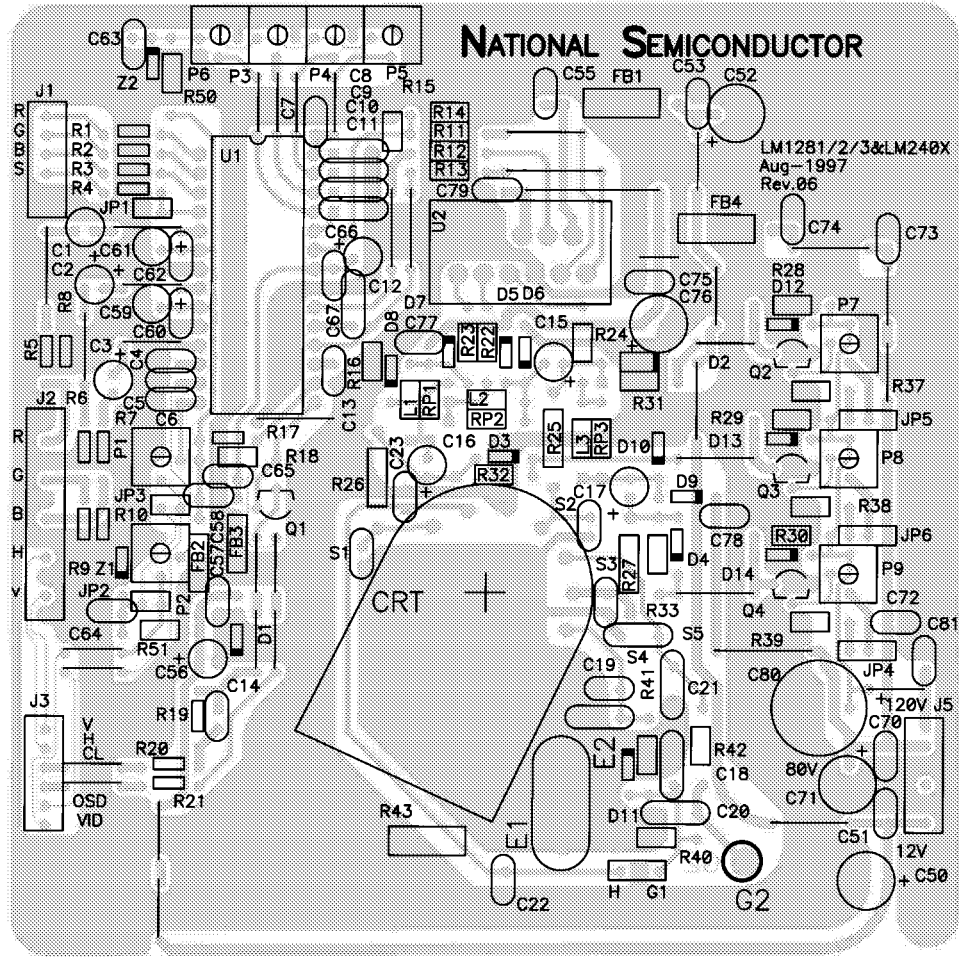 NATIONAL SEMICONDUCTOR
LM1281/2/3&LM240X
Aug-1997
Rev.06
C63
Z2
P6
R50
P3
P4
C8
P5
C9
R15
C7
C10
C11
C55
FB1
C53
C52
J1
R
G
B
S
R1
R2
R3
R4
JP1
U1
R14
R11
R12
R13
C79
U2
FB4
C74
C73
C1
C61
C2
C62
C66
C12
D5 D6
C75
C76
R28
D12
P7
R8
C59
C60
C67
D7
D8
C77
R23
R22
C15
R24
D2
Q2
R5
C3
C4
R16
R37
J2
R6
C5
R7
C6
C13
L1
RP1
L2
RP2
R31
R29
JP5
R
G
B
H
V
P1
R17
R18
C65
R26
C23
C16
D3
R32
R25
L3
RP3
D10
D13
P8
JP3
R10
C58
C57
FB3
FB2
Q1
S1
S2
C17
D9
Q3
R38
C78
R30
JP6
R9
Z1
JP2
P2
CRT
S3
R27
D4
D14
P9
Q4
C64
R51
D1
C56
R33
S5
S4
R39
C72
C81
JP4
C14
R19
C19
R41
C21
C80
120V
J5
J3
V
H
CL
OSD
VID
R20
R21
E2
R42
C18
C70
80V
C71
R43
E1
D11
C20
C51
12V
R40
C50
C22
H
G1
G2